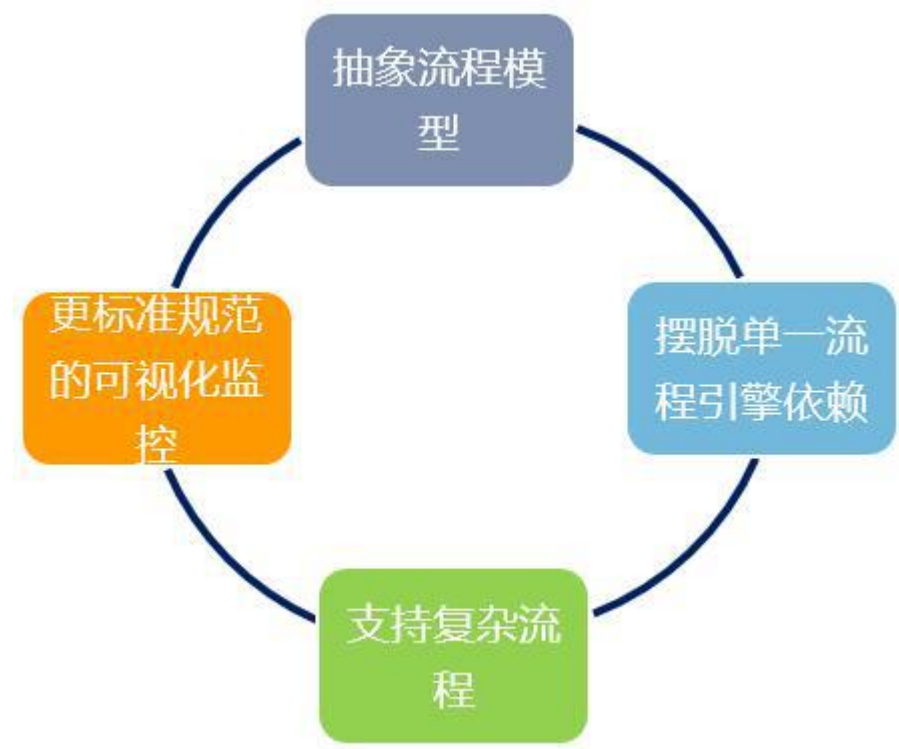 抽象流程模
型
更标准规范
的可视化监
控
摆脱单一流
程引擎依赖
支持复杂流
程